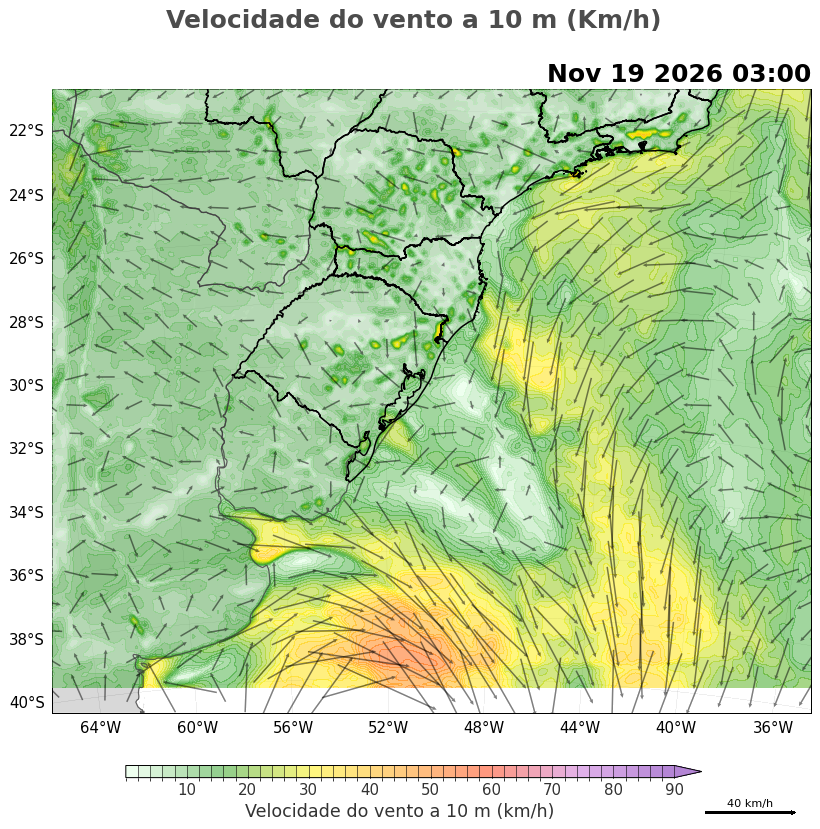 Velocidade do vento a 10 m (Km/h)
Nov 19 2026 03:00
22°S
24°S
26°S
28°S
30°S
32°S
34°S
36°S
38°S
40°S
64°W 60°W 56°W 52°W 48°W 44°W 40°W 36°W
10 20 30 40 50 60 70 80 90
Velocidade do vento a 10 m (km/h)
40 km/h